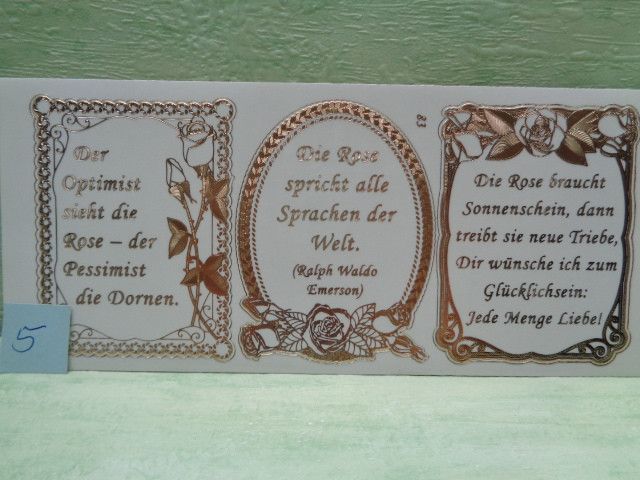 Der
Optimist
sieht die
Rose – der
Pessimist
die Dornen.
Die Rose
spricht alle
Sprachen der
Welt.
(Ralph Waldo
Emerson)
83
Die Rose braucht
Sonnenschein, dann
treibt sie neue Triebe,
Dir wünsche ich zum
Glücklichsein:
Jede Menge Liebe!
5